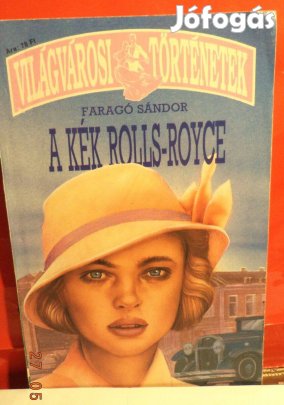 Jófogás
Ára: 78 Ft
VILÁGVÁROSI TÖRTÉNETEK
FARAGÓ SÁNDOR
A KÉK ROLLS-ROYCE
27 05